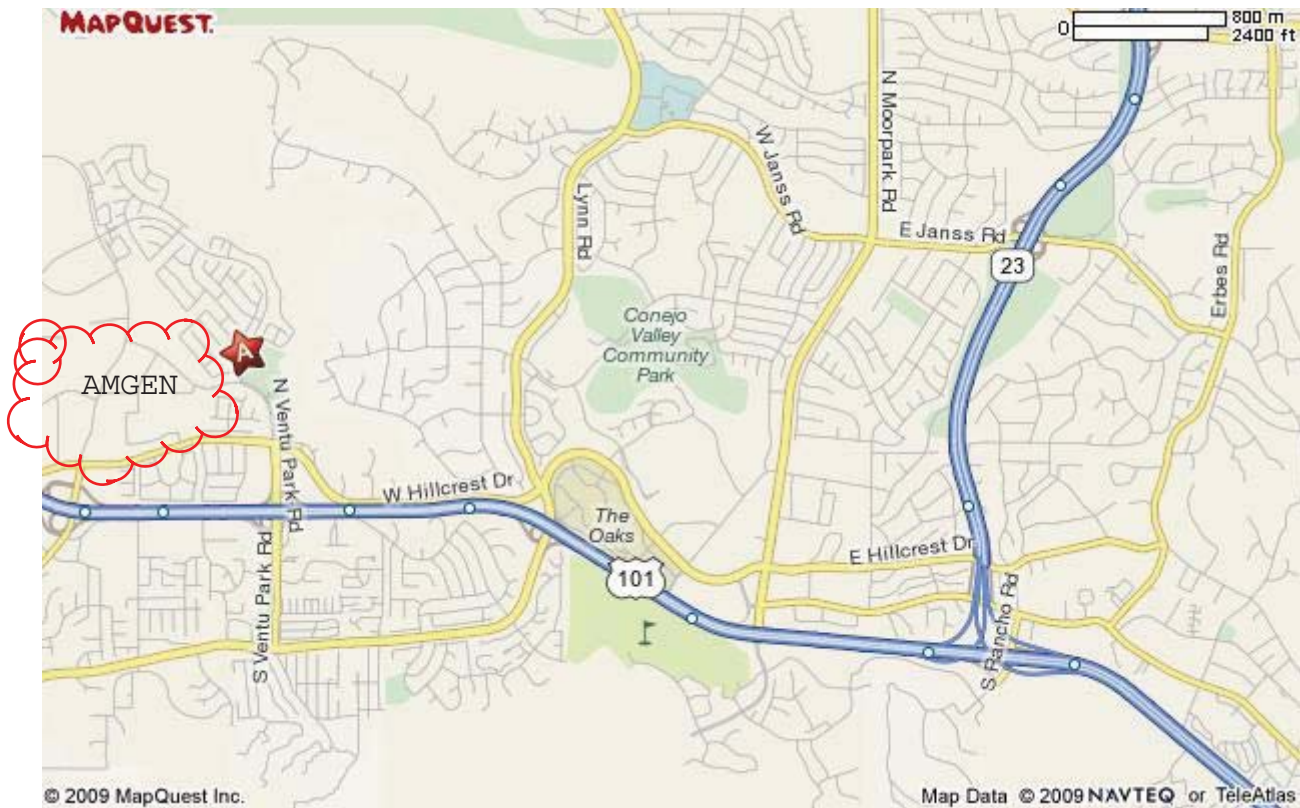 MAPQUEST.
0
800 m
2400 ft
N Moorpark Rd
W Janss Rd
Lynn Rd
E Janss Rd
23
Erbes Rd
Conejo
Valley
Community
Park
A
AMGEN
N Ventu Park Rd
W Hillcrest Dr
The
Oaks
E Hillcrest Dr
101
S Ventu Park Rd
S Rancho Rd
© 2009 MapQuest Inc.
Map Data © 2009 NAVTEQ or TeleAtlas